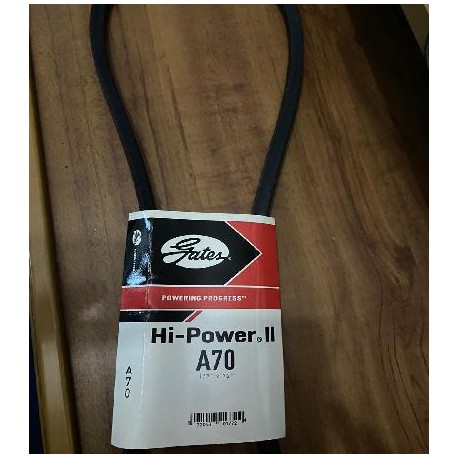 Gates
POWERING PROGRESS™
Hi-Power® II
A70
A70